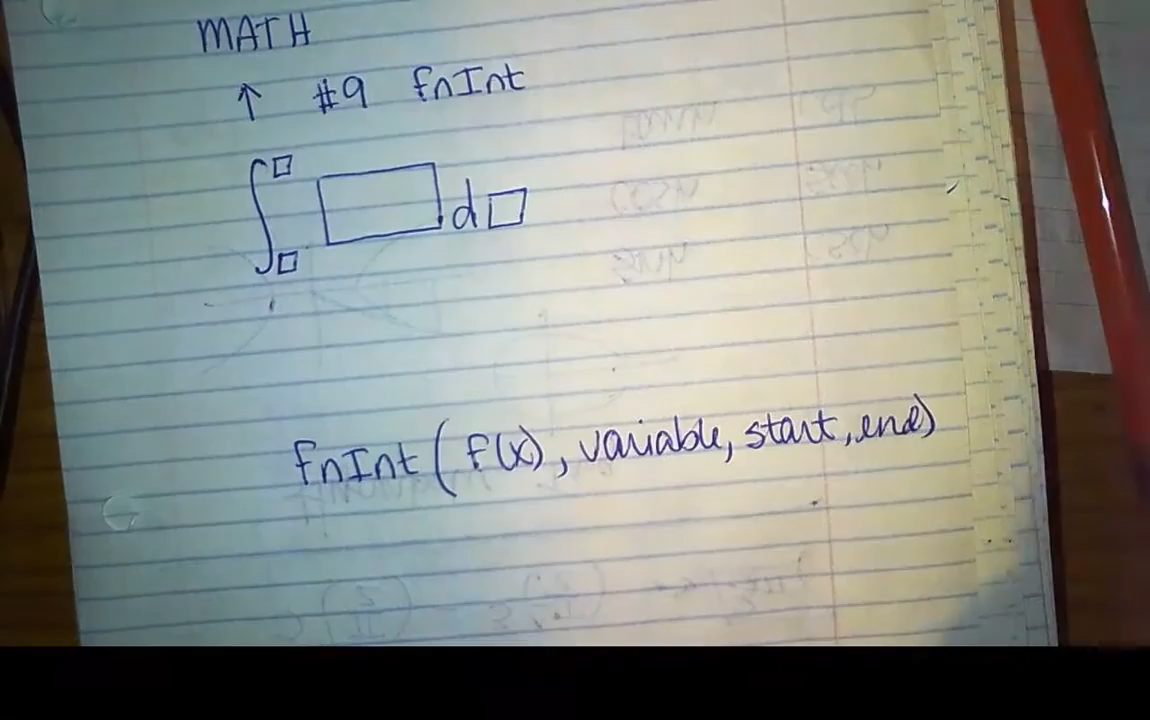 MATH
↑ #9 fnInt
∫ d
fnInt ( f(x), variable, start, end)